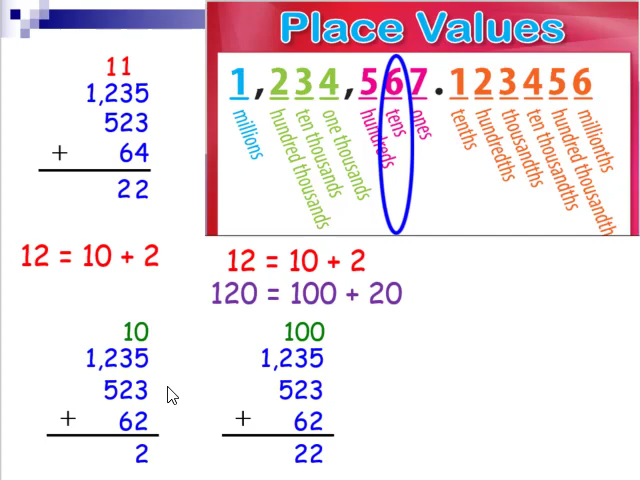 Place Values
1,234,567.123456
millions
hundred thousands
ten thousands
one thousands
hundreds
tens
ones
tenths
hundredths
thousandths
ten thousandths
hundred thousandth
millionths
11
1,235
523
+ 64
22
12 = 10 + 2
12 = 10 + 2
120 = 100 + 20
10
1,235
523
+ 62
2
100
1,235
523
+ 62
22